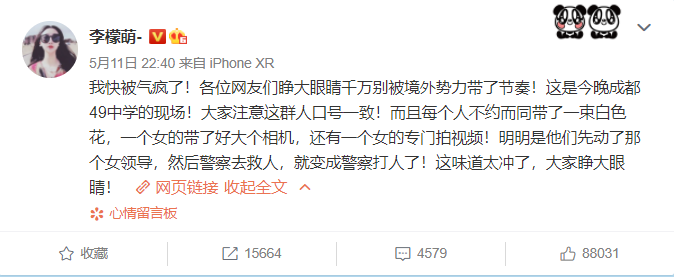 李檬萌-
5月11日 22:40 来自 iPhone XR
我快被气疯了！各位网友们睁大眼睛千万别被境外势力带了节奏！这是今晚成都
49中学的现场！大家注意这群人口号一致！而且每个人不约而同带了一束白色
花，一个女的带了好大个相机，还有一个女的专门拍视频！明明是他们先动了那
个女领导，然后警察去救人，就变成警察打人了！这味道太冲了，大家睁大眼
睛！ 网页链接 收起全文
心情留言板
收藏 15664 4579 88031